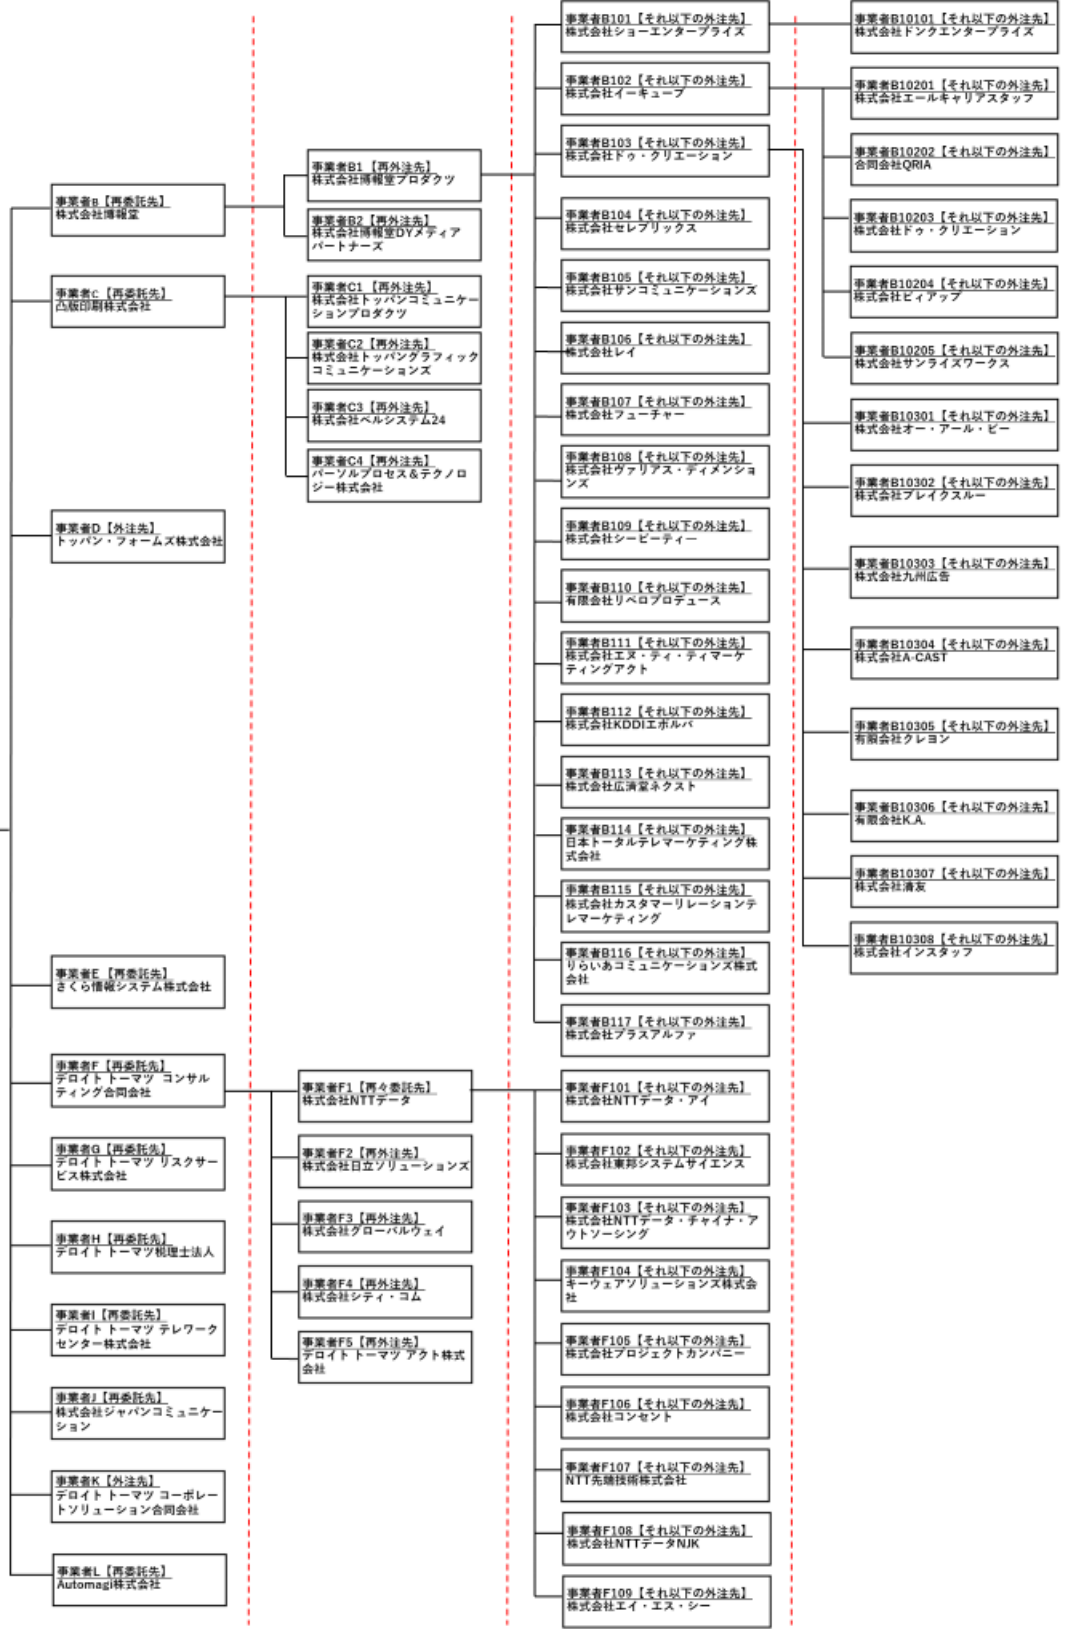 事業者B【再委託先】
株式会社博報堂
事業者C【再委託先】
凸版印刷株式会社
事業者D【外注先】
トッパン・フォームズ株式会社
事業者E【再委託先】
さくら情報システム株式会社
事業者F【再委託先】
デロイト トーマツ コンサル
ティング合同会社
事業者G【再委託先】
デロイト トーマツ リスクサー
ビス株式会社
事業者H【再委託先】
デロイト トーマツ税理士法人
事業者I【再委託先】
デロイト トーマツ テレワーク
センター株式会社
事業者J【再委託先】
株式会社ジャパンコミュニケー
ション
事業者K【外注先】
デロイト トーマツ コーポレー
トソリューション合同会社
事業者L【再委託先】
Automagi株式会社
事業者B1【再外注先】
株式会社博報堂プロダクツ
事業者B2【再外注先】
株式会社博報堂DYメディア
パートナーズ
事業者C1【再外注先】
株式会社トッパンコミュニケー
ションプロダクツ
事業者C2【再外注先】
株式会社トッパングラフィック
コミュニケーションズ
事業者C3【再外注先】
株式会社ベルシステム24
事業者C4【再外注先】
パーソルプロセス＆テクノロ
ジー株式会社
事業者F1【再々委託先】
株式会社NTTデータ
事業者F2【再外注先】
株式会社日立ソリューションズ
事業者F3【再外注先】
株式会社グローバルウェイ
事業者F4【再外注先】
株式会社シティ・コム
事業者F5【再外注先】
デロイト トーマツ アクト株式
会社
事業者B101【それ以下の外注先】
株式会社ショーエンタープライズ
事業者B102【それ以下の外注先】
株式会社イーキューブ
事業者B103【それ以下の外注先】
株式会社ドゥ・クリエーション
事業者B104【それ以下の外注先】
株式会社セレブリックス
事業者B105【それ以下の外注先】
株式会社サンコミュニケーションズ
事業者B106【それ以下の外注先】
株式会社レイ
事業者B107【それ以下の外注先】
株式会社フューチャー
事業者B108【それ以下の外注先】
株式会社ヴァリアス・ディメンショ
ンズ
事業者B109【それ以下の外注先】
株式会社シービーティー
事業者B110【それ以下の外注先】
有限会社リベロプロデュース
事業者B111【それ以下の外注先】
株式会社エヌ・ティ・ティマーケ
ティングアクト
事業者B112【それ以下の外注先】
株式会社KDDIエボルバ
事業者B113【それ以下の外注先】
株式会社広済堂ネクスト
事業者B114【それ以下の外注先】
日本トータルテレマーケティング株
式会社
事業者B115【それ以下の外注先】
株式会社カスタマーリレーションテ
レマーケティング
事業者B116【それ以下の外注先】
りらいあコミュニケーションズ株式
会社
事業者B117【それ以下の外注先】
株式会社プラスアルファ
事業者F101【それ以下の外注先】
株式会社NTTデータ・アイ
事業者F102【それ以下の外注先】
株式会社東邦システムサイエンス
事業者F103【それ以下の外注先】
株式会社NTTデータ・チャイナ・ア
ウトソーシング
事業者F104【それ以下の外注先】
キーウェアソリューションズ株式会
社
事業者F105【それ以下の外注先】
株式会社プロジェクトカンパニー
事業者F106【それ以下の外注先】
株式会社コンセント
事業者F107【それ以下の外注先】
NTT先端技術株式会社
事業者F108【それ以下の外注先】
株式会社NTTデータNJK
事業者F109【それ以下の外注先】
株式会社エイ・エス・シー
事業者B10101【それ以下の外注先】
株式会社ドンクエンタープライズ
事業者B10201【それ以下の外注先】
株式会社エールキャリアスタッフ
事業者B10202【それ以下の外注先】
合同会社QRIA
事業者B10203【それ以下の外注先】
株式会社ドゥ・クリエーション
事業者B10204【それ以下の外注先】
株式会社ビィアップ
事業者B10205【それ以下の外注先】
株式会社サンライズワークス
事業者B10301【それ以下の外注先】
株式会社オー・アール・ビー
事業者B10302【それ以下の外注先】
株式会社ブレイクスルー
事業者B10303【それ以下の外注先】
株式会社九州広告
事業者B10304【それ以下の外注先】
株式会社A-CAST
事業者B10305【それ以下の外注先】
有限会社クレヨン
事業者B10306【それ以下の外注先】
有限会社K.A.
事業者B10307【それ以下の外注先】
株式会社清友
事業者B10308【それ以下の外注先】
株式会社インスタッフ